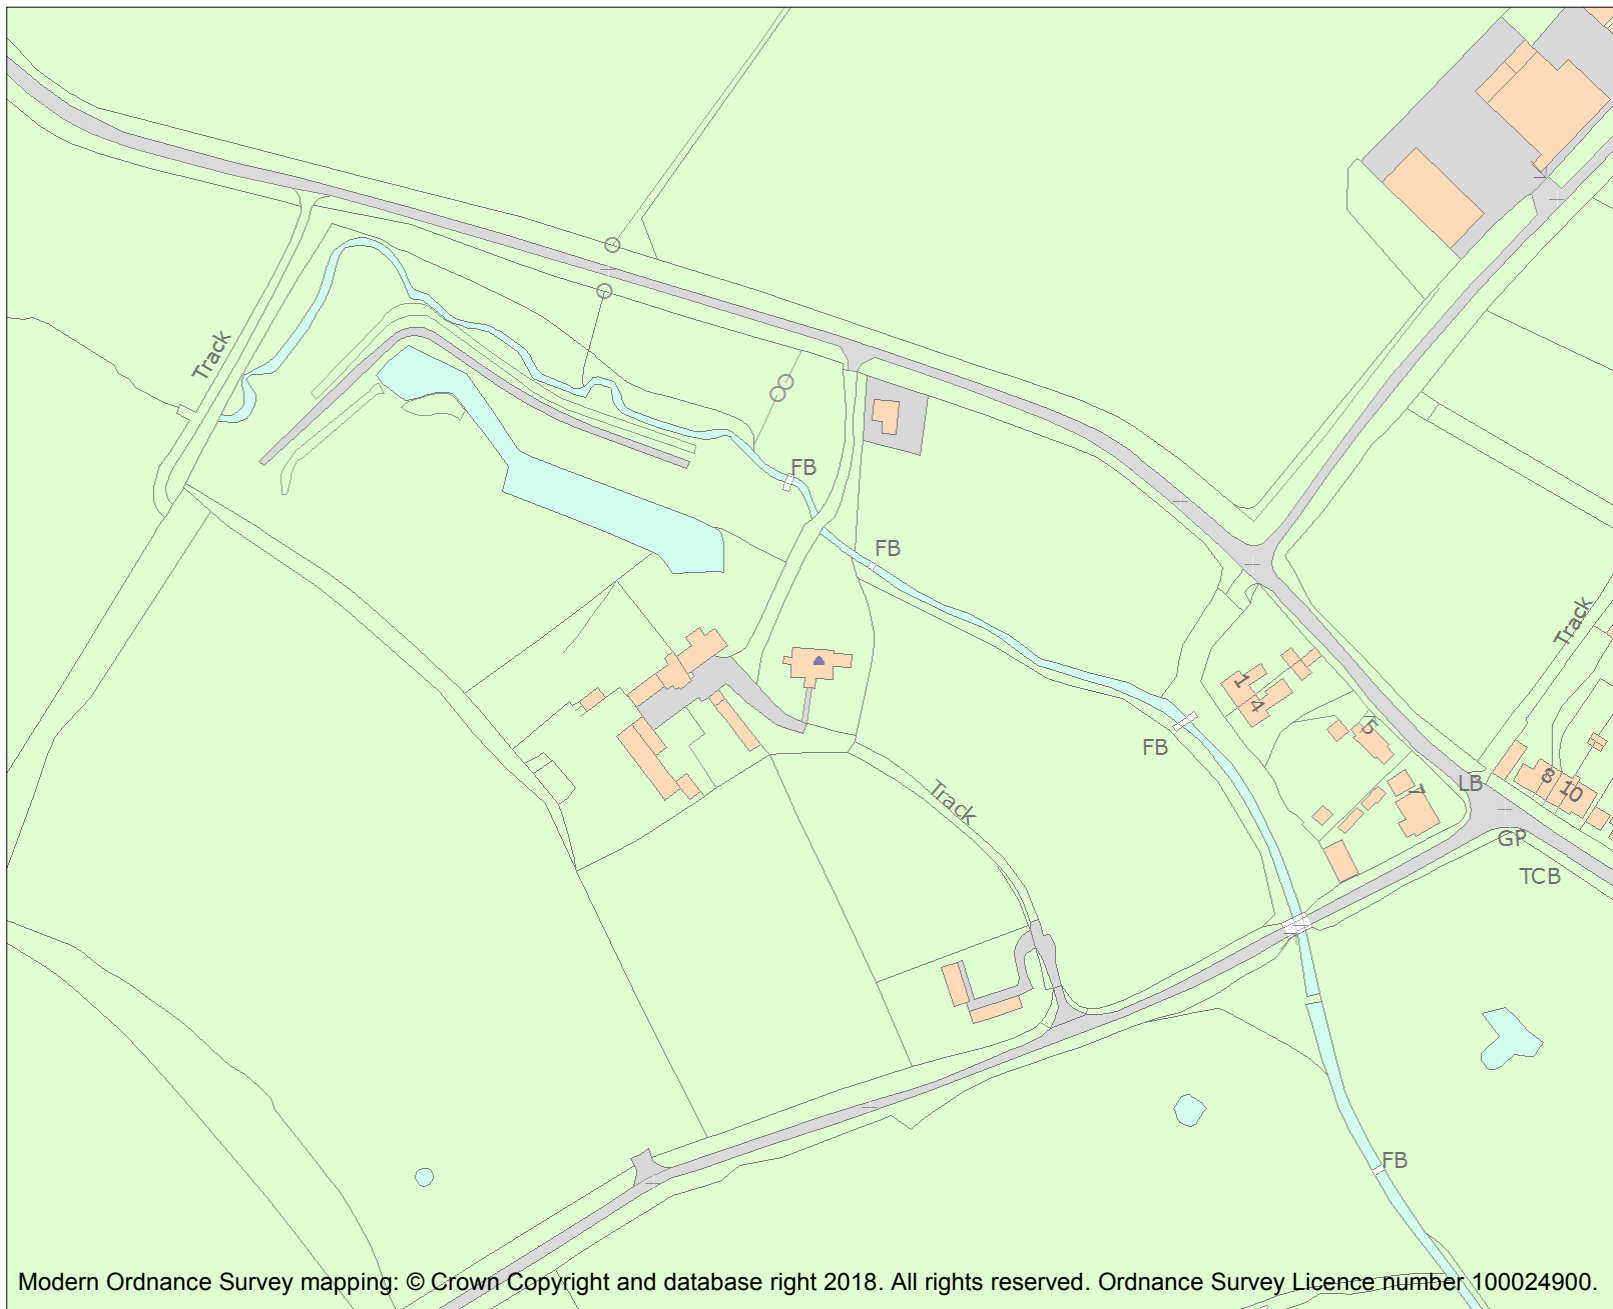 Track
FB
FB
Track
1
4
FB
5
LB
7
8
10
Track
GP
TCB
FB
Modern Ordnance Survey mapping: © Crown Copyright and database right 2018. All rights reserved. Ordnance Survey Licence number 100024900.